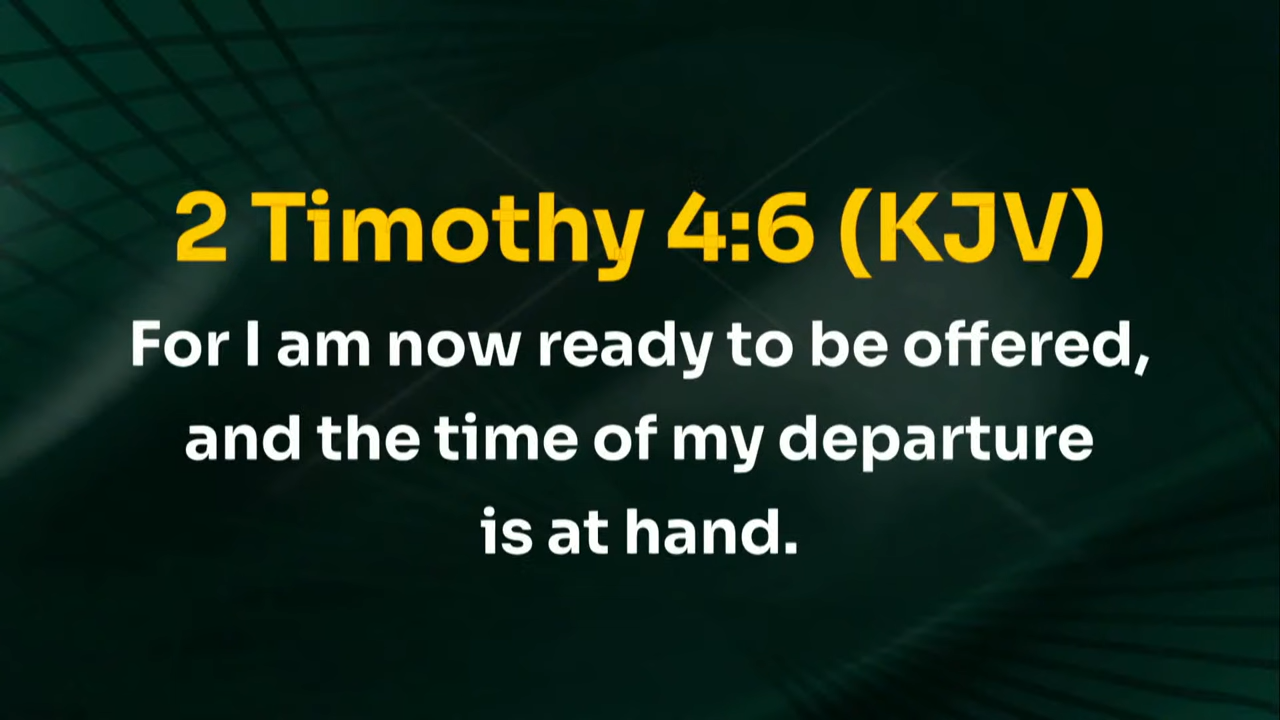 2 Timothy 4:6 (KJV)
For I am now ready to be offered,
and the time of my departure
is at hand.